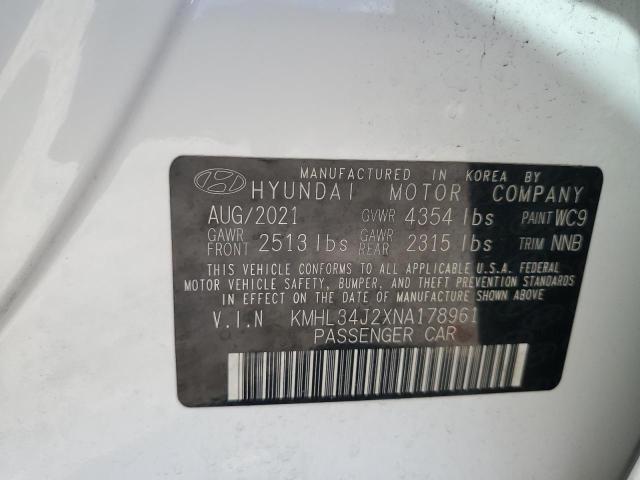 MANUFACTURED IN KOREA BY
HYUNDAI MOTOR COMPANY
AUG/2021 GVWR 4354 lbs PAINT WC9
GAWR FRONT 2513 lbs GAWR REAR 2315 lbs TRIM NNB
THIS VEHICLE CONFORMS TO ALL APPLICABLE U.S.A. FEDERAL
MOTOR VEHICLE SAFETY, BUMPER, AND THEFT PREVENTION STANDARDS
IN EFFECT ON THE DATE OF MANUFACTURE SHOWN ABOVE.
V.I.N KMHL34J2XNA178961
PASSENGER CAR